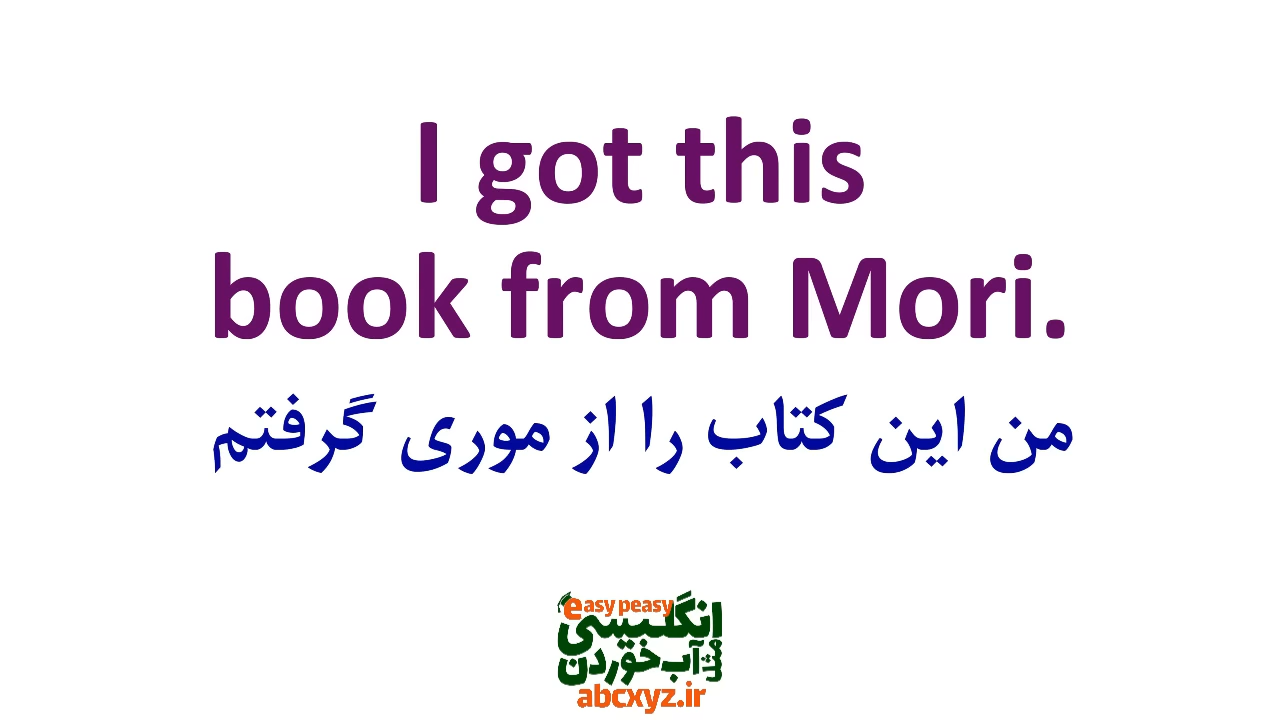 I got this
book from Mori.
من این کتاب را از موری گرفتم
easy peasy
انگلیسی
مثل آب خوردن
abcxyz.ir